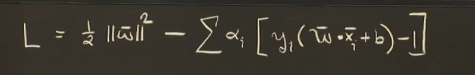 L = ½ ||w̄||² − ∑ αᵢ [yᵢ(w̄·x̄ᵢ+b)−1]